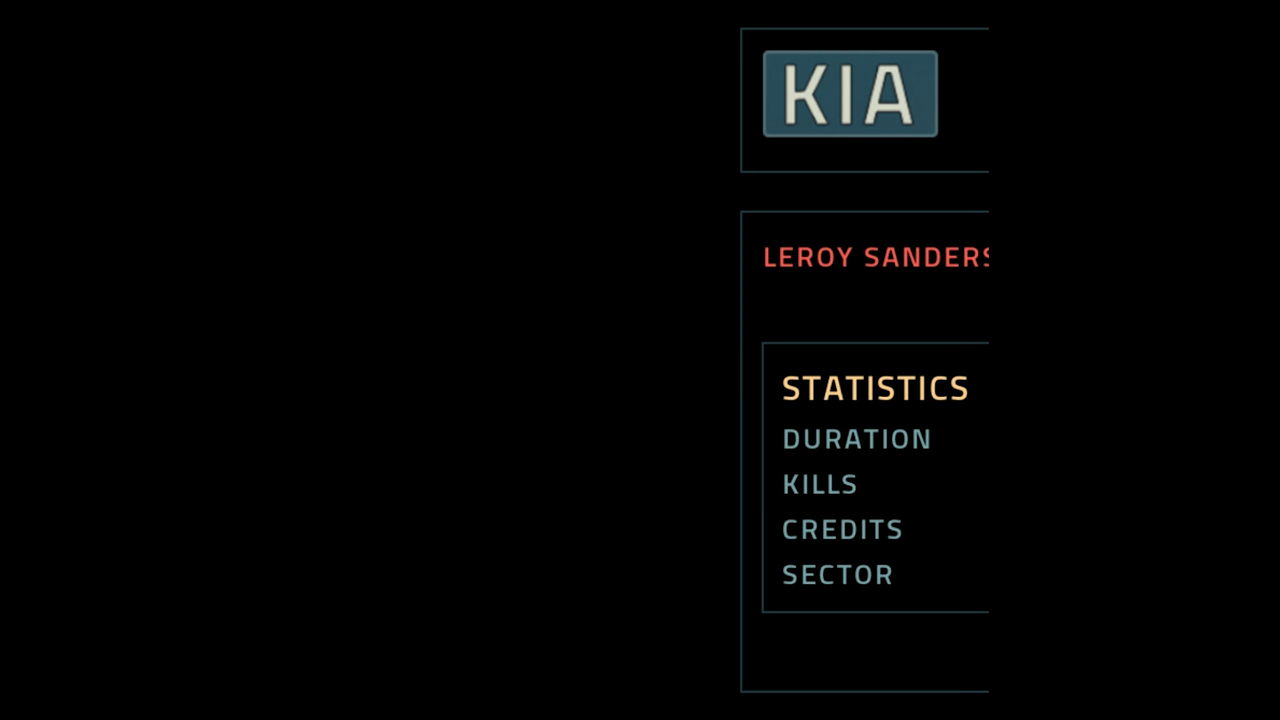 KIA
LEROY SANDERS
STATISTICS
DURATION
KILLS
CREDITS
SECTOR